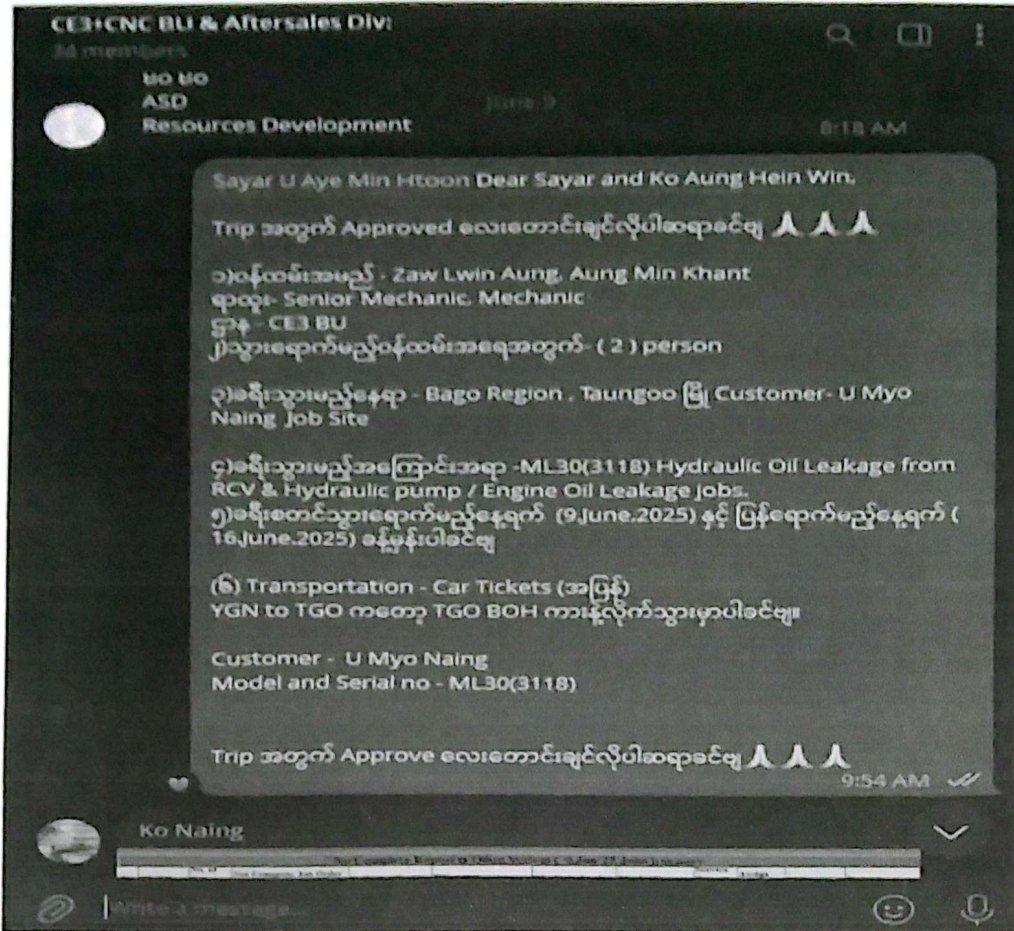 CE3+CNC BU & Aftersales Div:
34 members
ASD
Resources Development
June 9
8:18 AM
Sayar U Aye Min Htoon Dear Sayar and Ko Aung Hein Win,
Trip အတွက် Approved လေးတောင်းချင်လိုပါဆရာခင်ဗျ 🙏 🙏 🙏
၁)ဝန်ထမ်းအမည် - Zaw Lwin Aung, Aung Min Khant
ရာထူး- Senior Mechanic, Mechanic
ဌာန - CE3 BU
၂)သွားရောက်မည့်ဝန်ထမ်းအရေအတွက်- ( 2 ) person
၃)ခရီးသွားမည့်နေရာ - Bago Region , Taungoo မြို့ Customer- U Myo
Naing Job Site
၄)ခရီးသွားမည့်အကြောင်းအရာ -ML30(3118) Hydraulic Oil Leakage from
RCV & Hydraulic pump / Engine Oil Leakage jobs.
၅)ခရီးစတင်သွားရောက်မည့်နေ့ရက် (9.June.2025) နှင့် ပြန်ရောက်မည့်နေ့ရက် (
16.June.2025) ခန့်မှန်းပါခင်ဗျ
(၆) Transportation - Car Tickets (အပြန်)
YGN to TGO ကတော့ TGO BOH ကားနဲ့လိုက်သွားမှာပါခင်ဗျ။
Customer - U Myo Naing
Model and Serial no - ML30(3118)
Trip အတွက် Approve လေးတောင်းချင်လိုပါဆရာခင်ဗျ 🙏 🙏 🙏
9:54 AM
Ko Naing
Write a message...